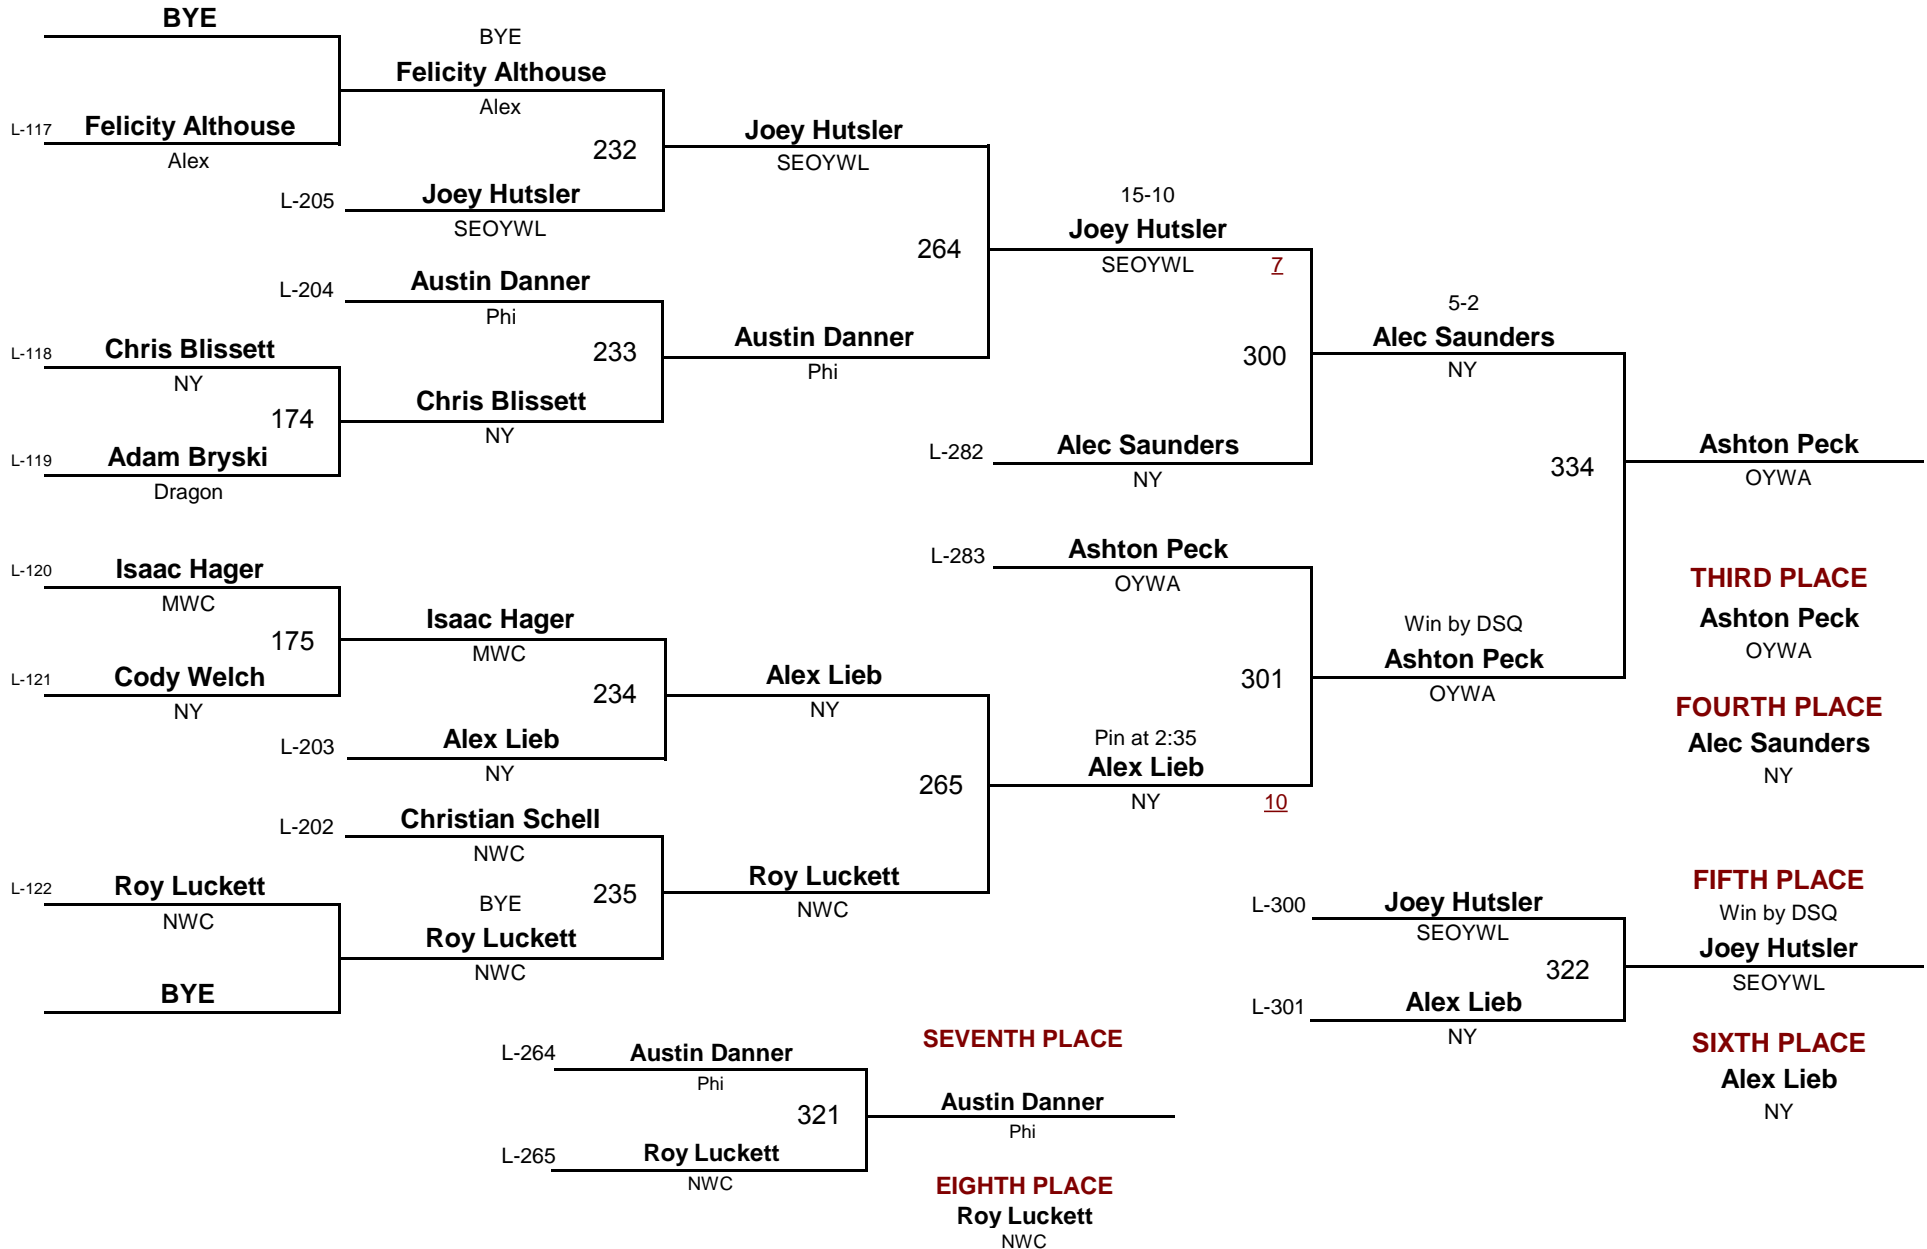 BYE
BYE
Felicity Althouse
Alex
L-117
Felicity Althouse
Alex
232
Joey Hutsler
SEOYWL
L-205
Joey Hutsler
SEOYWL
15-10
Joey Hutsler
SEOYWL
7
264
L-204
Austin Danner
Phi
5-2
Alec Saunders
NY
L-118
Chris Blissett
NY
233
Austin Danner
Phi
300
174
Chris Blissett
NY
L-119
Adam Bryski
Dragon
L-282
Alec Saunders
NY
334
Ashton Peck
OYWA
L-120
Isaac Hager
MWC
L-283
Ashton Peck
OYWA
THIRD PLACE
Ashton Peck
OYWA
175
Isaac Hager
MWC
Win by DSQ
Ashton Peck
OYWA
L-121
Cody Welch
NY
234
Alex Lieb
NY
301
FOURTH PLACE
Alec Saunders
NY
L-203
Alex Lieb
NY
Pin at 2:35
Alex Lieb
NY
10
265
L-202
Christian Schell
NWC
L-122
Roy Luckett
NWC
BYE
235
Roy Luckett
NWC
Roy Luckett
NWC
L-300
Joey Hutsler
SEOYWL
FIFTH PLACE
Win by DSQ
Joey Hutsler
SEOYWL
322
BYE
L-301
Alex Lieb
NY
SIXTH PLACE
Alex Lieb
NY
L-264
Austin Danner
Phi
SEVENTH PLACE
321
Austin Danner
Phi
L-265
Roy Luckett
NWC
EIGHTH PLACE
Roy Luckett
NWC